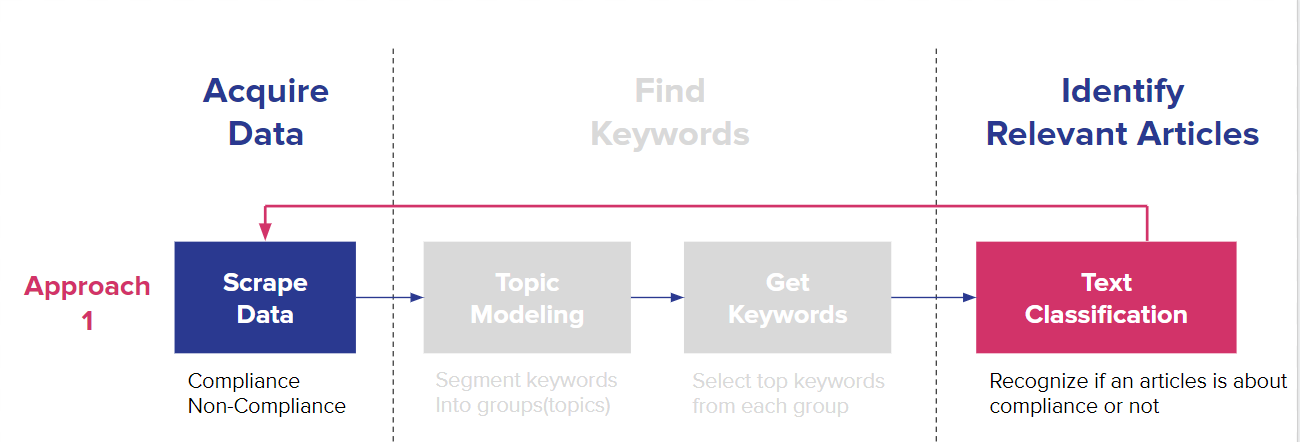 Acquire
Data
Find
Keywords
Identify
Relevant Articles
Approach
1
Scrape
Data
Topic
Modeling
Get
Keywords
Text
Classification
Compliance
Non-Compliance
Segment keywords
Into groups(topics)
Select top keywords
from each group
Recognize if an articles is about
compliance or not